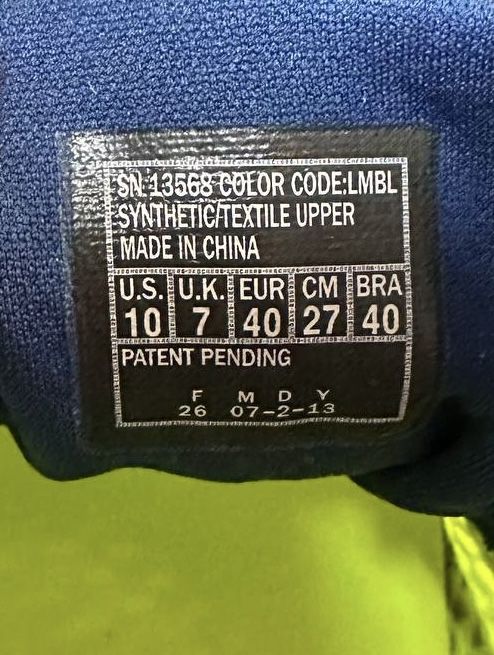 SN 13568 COLOR CODE:LMBL
SYNTHETIC/TEXTILE UPPER
MADE IN CHINA
U.S. U.K. EUR CM BRA
10 7 40 27 40
PATENT PENDING
F M D Y
26 07-2-13